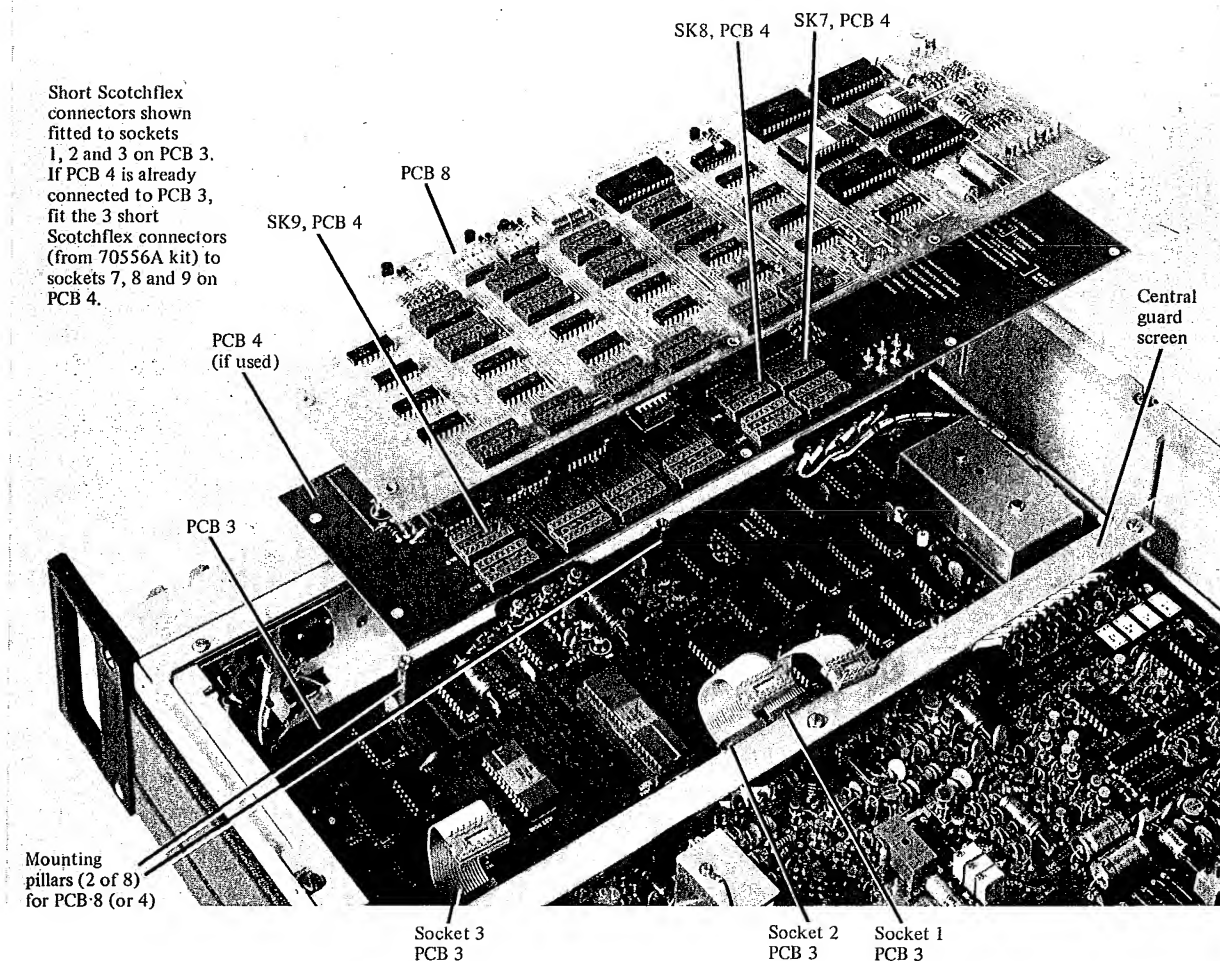 SK8, PCB 4
SK7, PCB 4
Short Scotchflex
connectors shown
fitted to sockets
1, 2 and 3 on PCB 3.
If PCB 4 is already
connected to PCB 3,
fit the 3 short
Scotchflex connectors
(from 70556A kit) to
sockets 7, 8 and 9 on
PCB 4.
PCB 8
SK9, PCB 4
PCB 4
(if used)
Central
guard
screen
PCB 3
Mounting
pillars (2 of 8)
for PCB 8 (or 4)
Socket 3
PCB 3
Socket 2
PCB 3
Socket 1
PCB 3